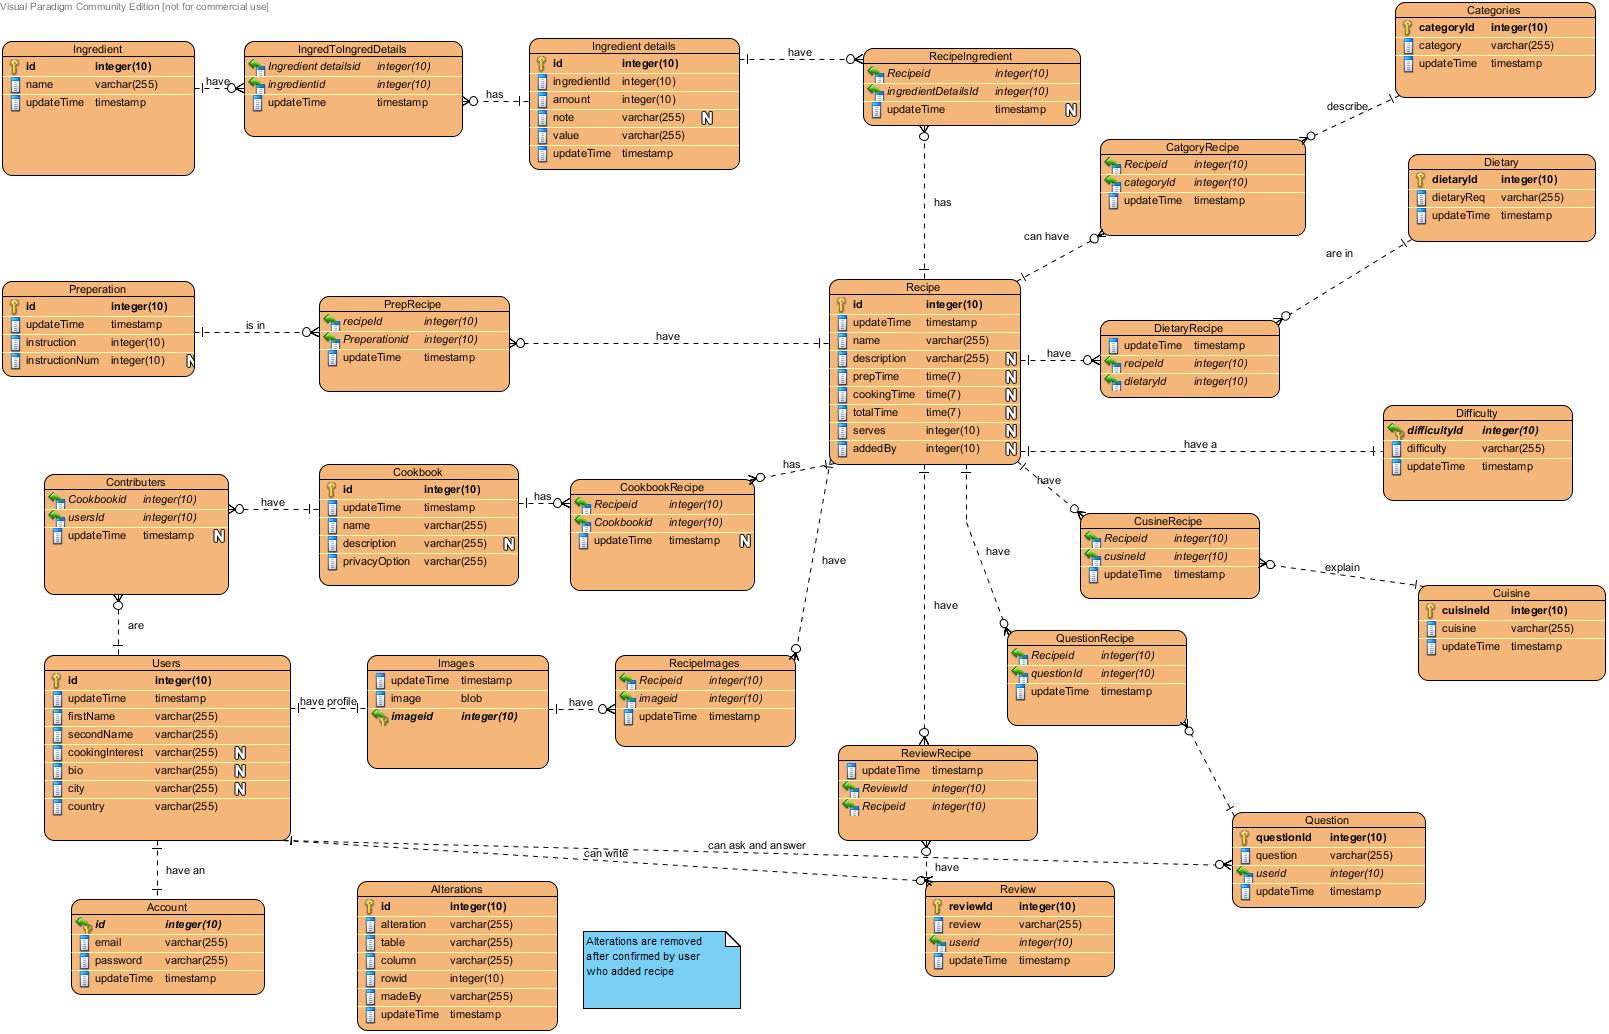 Visual Paradigm Community Edition [not for commercial use]
Ingredient
id integer(10)
name varchar(255)
updateTime timestamp
have
IngredToIngredDetails
Ingredient detailsid integer(10)
ingredientid integer(10)
updateTime timestamp
has
Ingredient details
id integer(10)
ingredientId integer(10)
amount integer(10)
note varchar(255) N
value varchar(255)
updateTime timestamp
have
RecipeIngredient
Recipeid integer(10)
ingredientDetailsId integer(10)
updateTime timestamp N
has
Categories
categoryId integer(10)
category varchar(255)
updateTime timestamp
describe
CatgoryRecipe
Recipeid integer(10)
categoryId integer(10)
updateTime timestamp
can have
Dietary
dietaryId integer(10)
dietaryReq varchar(255)
updateTime timestamp
are in
Preperation
id integer(10)
updateTime timestamp
instruction integer(10)
instructionNum integer(10) N
is in
PrepRecipe
recipeId integer(10)
Preperationid integer(10)
updateTime timestamp
have
Recipe
id integer(10)
updateTime timestamp
name varchar(255)
description varchar(255) N
prepTime time(7) N
cookingTime time(7) N
totalTime time(7) N
serves integer(10) N
addedBy integer(10) N
have
DietaryRecipe
updateTime timestamp
recipeId integer(10)
dietaryId integer(10)
have a
Difficulty
difficultyId integer(10)
difficulty varchar(255)
updateTime timestamp
Contributers
Cookbookid integer(10)
usersId integer(10)
updateTime timestamp N
have
Cookbook
id integer(10)
updateTime timestamp
name varchar(255)
description varchar(255) N
privacyOption varchar(255)
has
CookbookRecipe
Recipeid integer(10)
Cookbookid integer(10)
updateTime timestamp N
has
have
have
have
have
CusineRecipe
Recipeid integer(10)
cusineId integer(10)
updateTime timestamp
explain
Cuisine
cuisineId integer(10)
cuisine varchar(255)
updateTime timestamp
are
Users
id integer(10)
updateTime timestamp
firstName varchar(255)
secondName varchar(255)
cookingInterest varchar(255) N
bio varchar(255) N
city varchar(255) N
country varchar(255)
have profile
Images
updateTime timestamp
image blob
imageid integer(10)
have
RecipeImages
Recipeid integer(10)
imageid integer(10)
updateTime timestamp
QuestionRecipe
Recipeid integer(10)
questionId integer(10)
updateTime timestamp
ReviewRecipe
updateTime timestamp
ReviewId integer(10)
Recipeid integer(10)
can ask and answer
can write
have
Question
questionId integer(10)
question varchar(255)
userid integer(10)
updateTime timestamp
have an
Account
id integer(10)
email varchar(255)
password varchar(255)
updateTime timestamp
Alterations
id integer(10)
alteration varchar(255)
table varchar(255)
column varchar(255)
rowid integer(10)
madeBy varchar(255)
updateTime timestamp
Alterations are removed
after confirmed by user
who added recipe
Review
reviewId integer(10)
review varchar(255)
userid integer(10)
updateTime timestamp